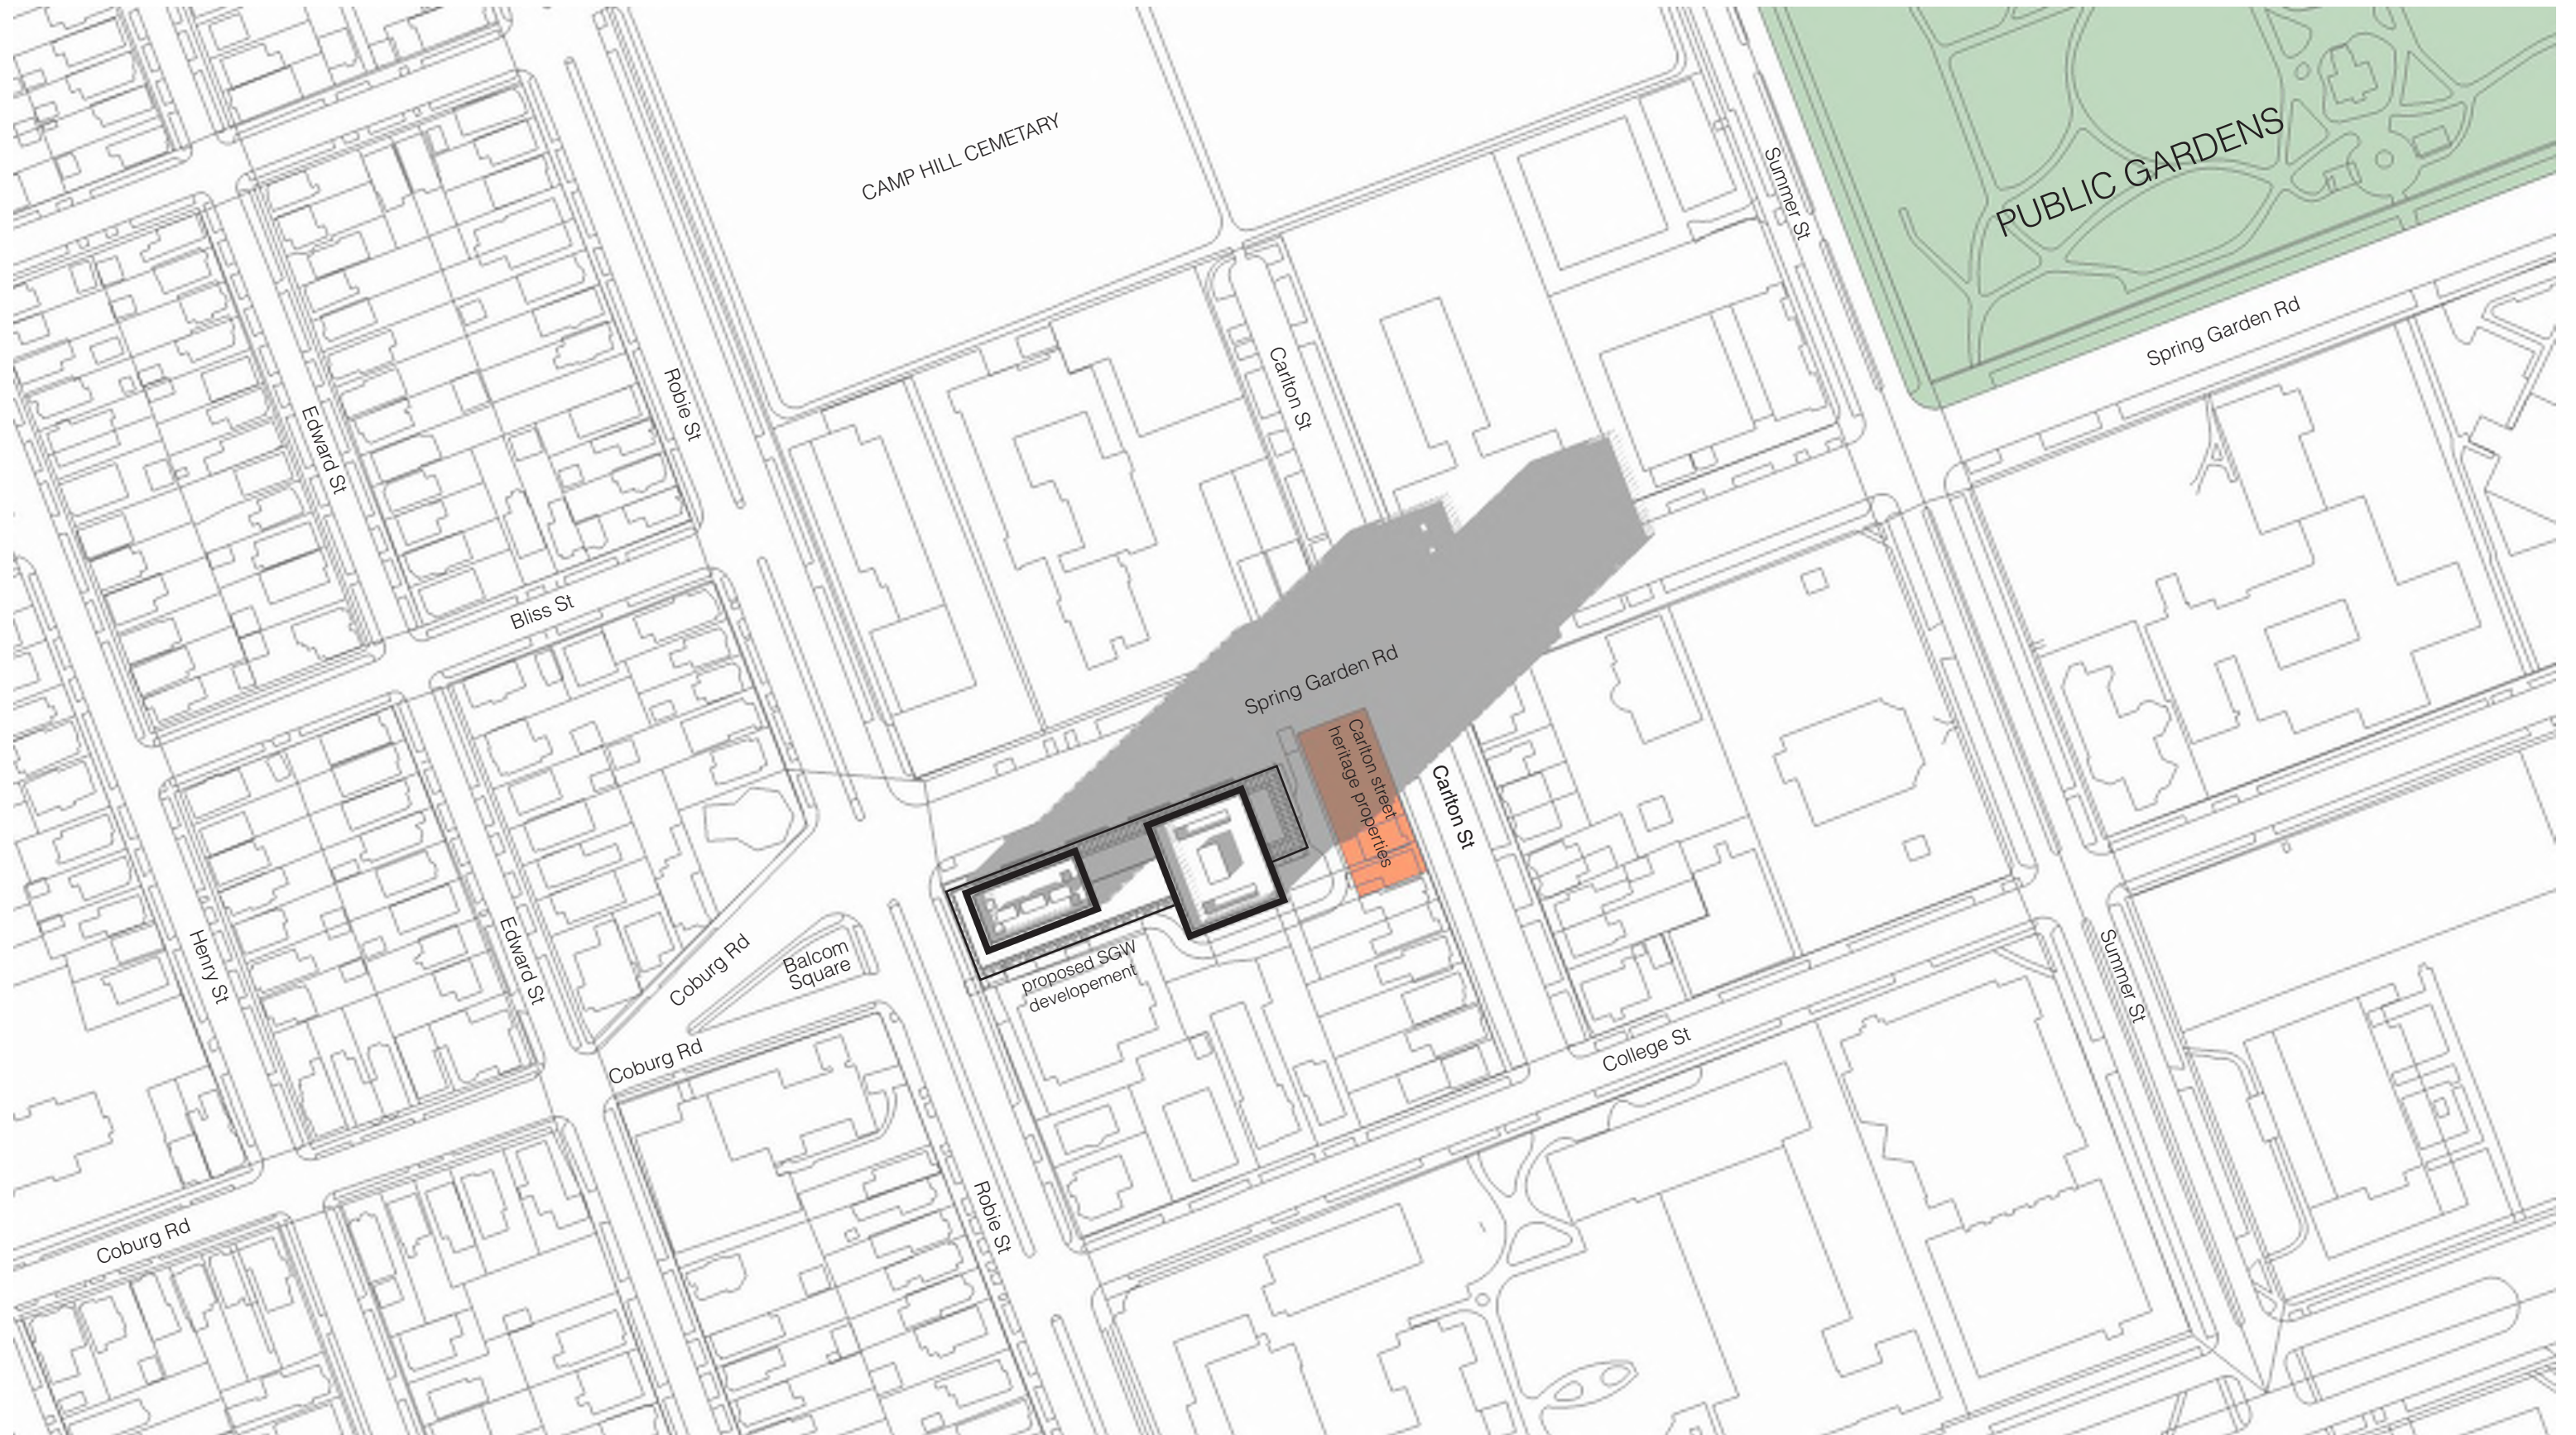 CAMP HILL CEMETARY
PUBLIC GARDENS
Summer St
Spring Garden Rd
Carlton St
Robie St
Edward St
Bliss St
Spring Garden Rd
Carlton street
heritage properties
Carlton St
Henry St
Edward St
Coburg Rd
Balcom
Square
proposed SGW
developement
Summer St
Coburg Rd
College St
Robie St
Coburg Rd